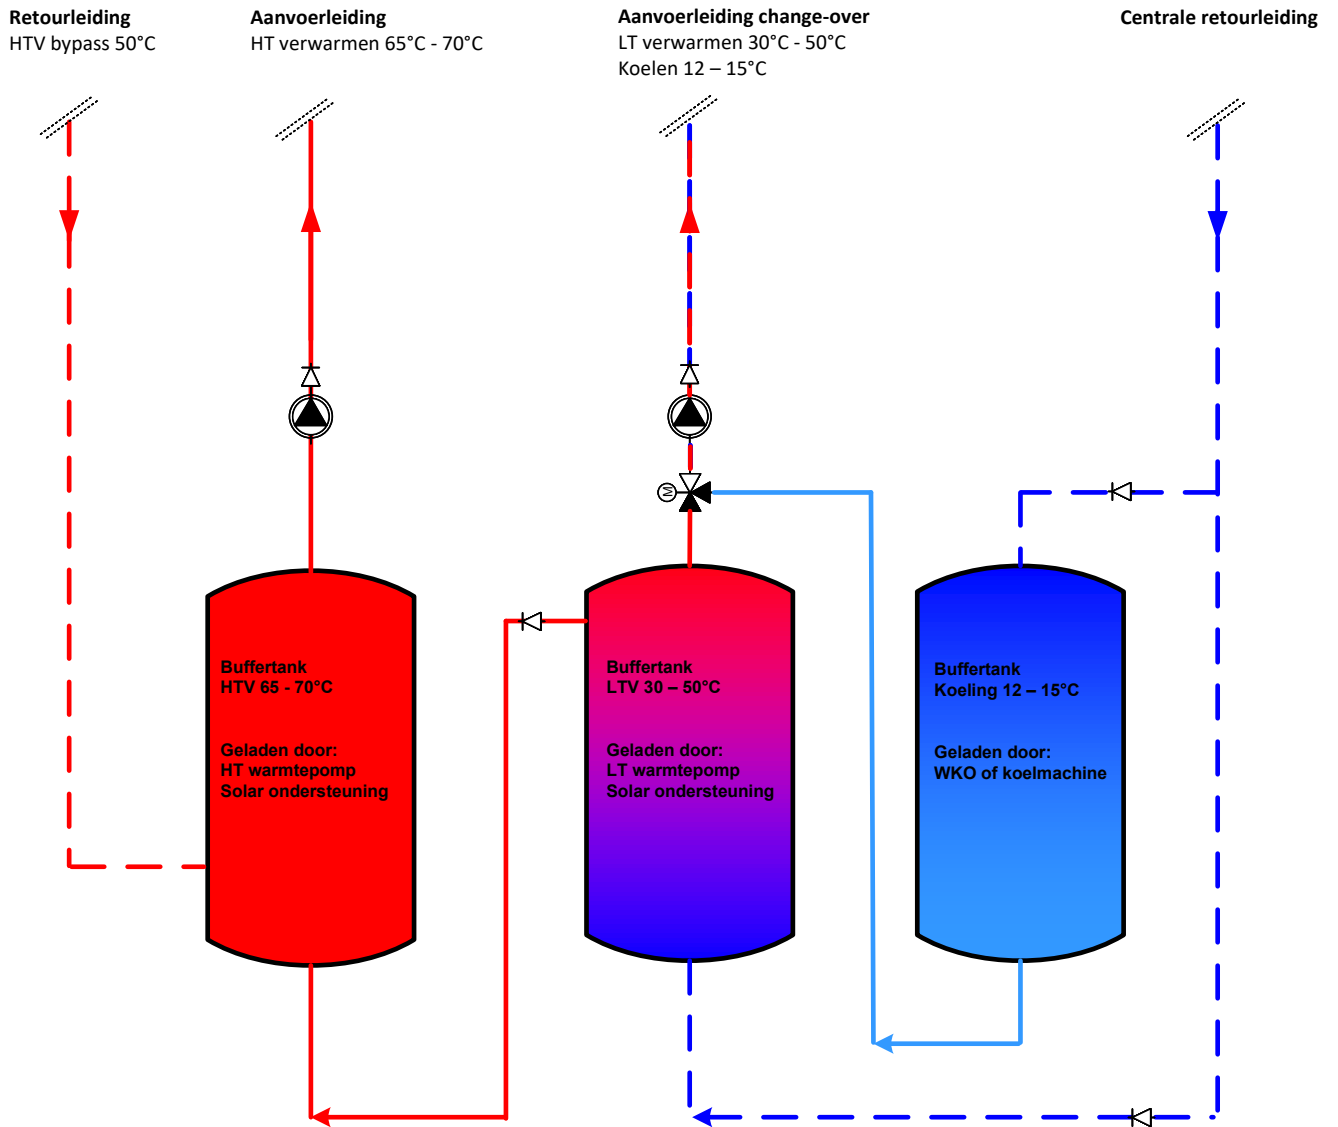 Retourleiding
HTV bypass 50°C
Aanvoerleiding
HT verwarmen 65°C - 70°C
Aanvoerleiding change-over
LT verwarmen 30°C - 50°C
Koelen 12 – 15°C
Centrale retourleiding
M
Buffertank
HTV 65 - 70°C
Geladen door:
HT warmtepomp
Solar ondersteuning
Buffertank
LTV 30 – 50°C
Geladen door:
LT warmtepomp
Solar ondersteuning
Buffertank
Koeling 12 – 15°C
Geladen door:
WKO of koelmachine